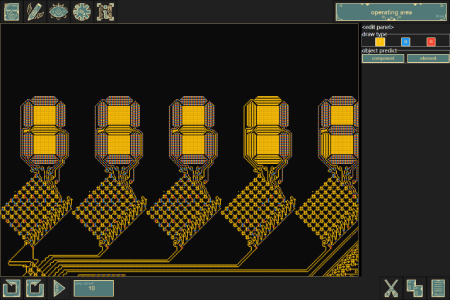 operating area
<edit panel>
draw type
object predict
component
element
10